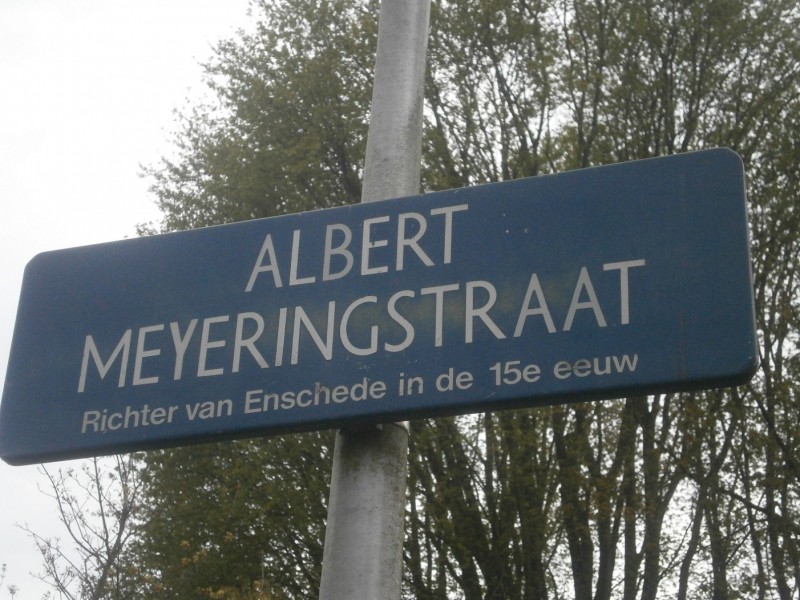 ALBERT
MEYERINGSTRAAT
Richter van Enschede in de 15e eeuw